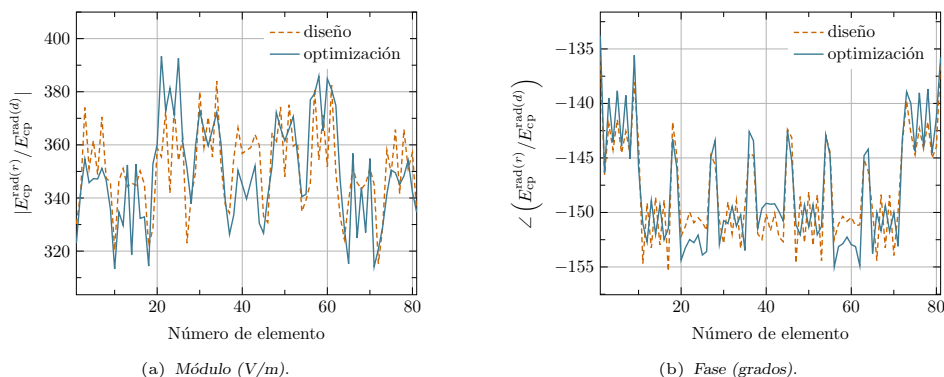 |E_cp^rad(r)/E_cp^rad(d)|
400
380
360
340
320
20
40
60
80
diseño
optimización
Número de elemento
(a) Módulo (V/m).
∠(E_cp^rad(r)/E_cp^rad(d))
−135
−140
−145
−150
−155
20
40
60
80
diseño
optimización
Número de elemento
(b) Fase (grados).